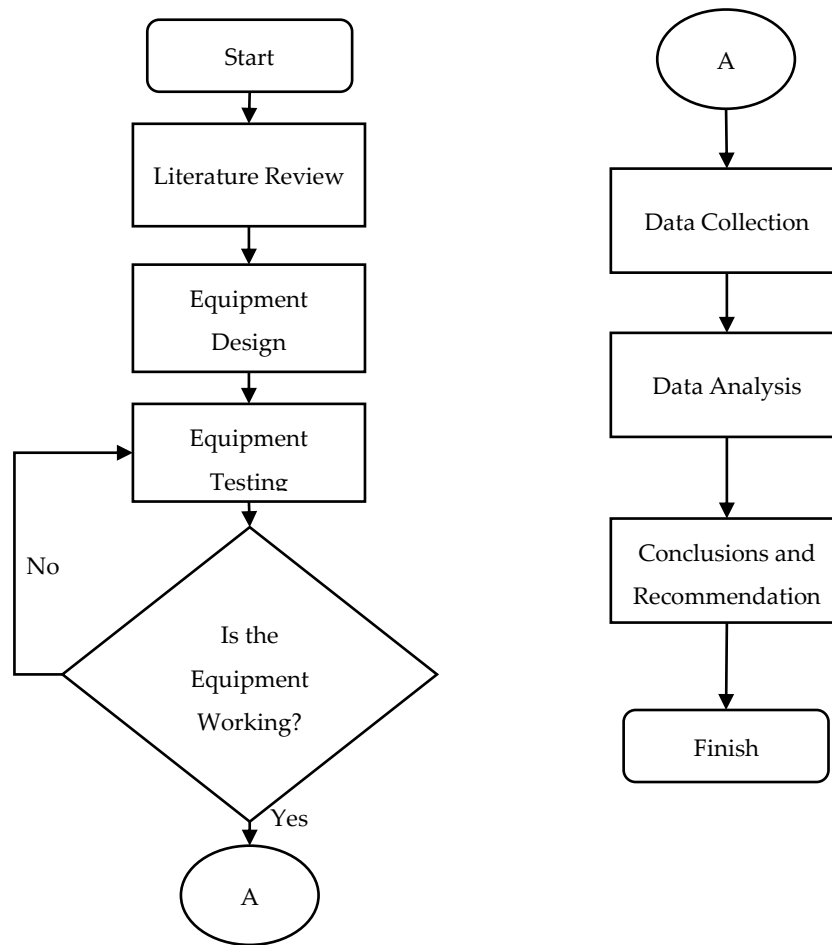 Start
Literature Review
Equipment
Design
Equipment
Testing
No
Is the
Equipment
Working?
Yes
A
A
Data Collection
Data Analysis
Conclusions and
Recommendation
Finish